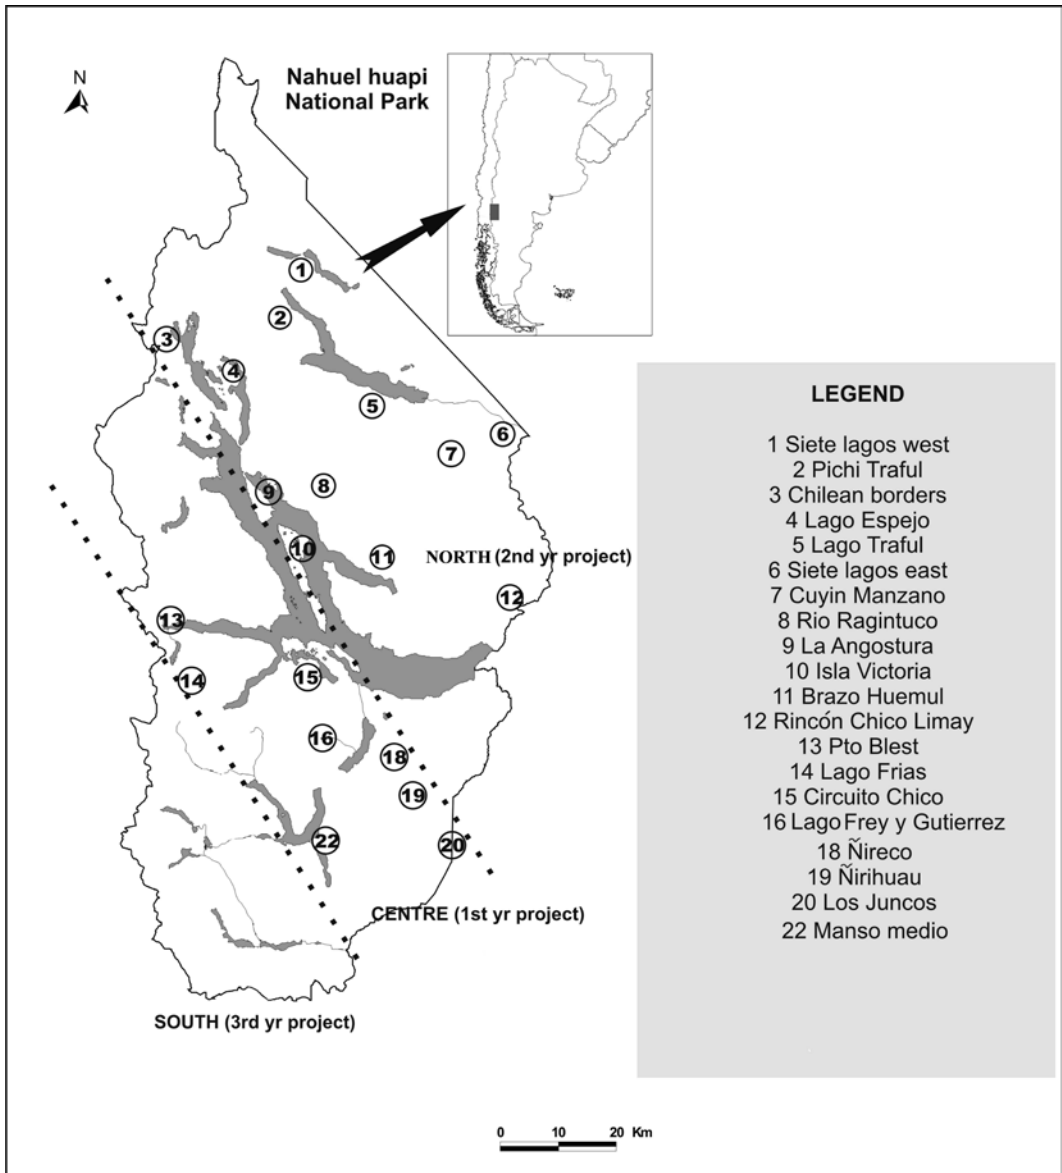 N
Nahuel huapi
National Park
1
2
3
4
5
6
7
8
9
10
11
NORTH (2nd yr project)
12
13
15
14
16
18
19
22
20
CENTRE (1st yr project)
SOUTH (3rd yr project)
LEGEND
1 Siete lagos west
2 Pichi Traful
3 Chilean borders
4 Lago Espejo
5 Lago Traful
6 Siete lagos east
7 Cuyin Manzano
8 Rio Ragintuco
9 La Angostura
10 Isla Victoria
11 Brazo Huemul
12 Rincón Chico Limay
13 Pto Blest
14 Lago Frias
15 Circuito Chico
16 Lago Frey y Gutierrez
18 Ñireco
19 Ñirihuau
20 Los Juncos
22 Manso medio
0 10 20 Km